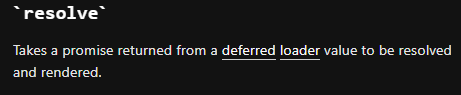 `resolve`
Takes a promise returned from a deferred loader value to be resolved
and rendered.